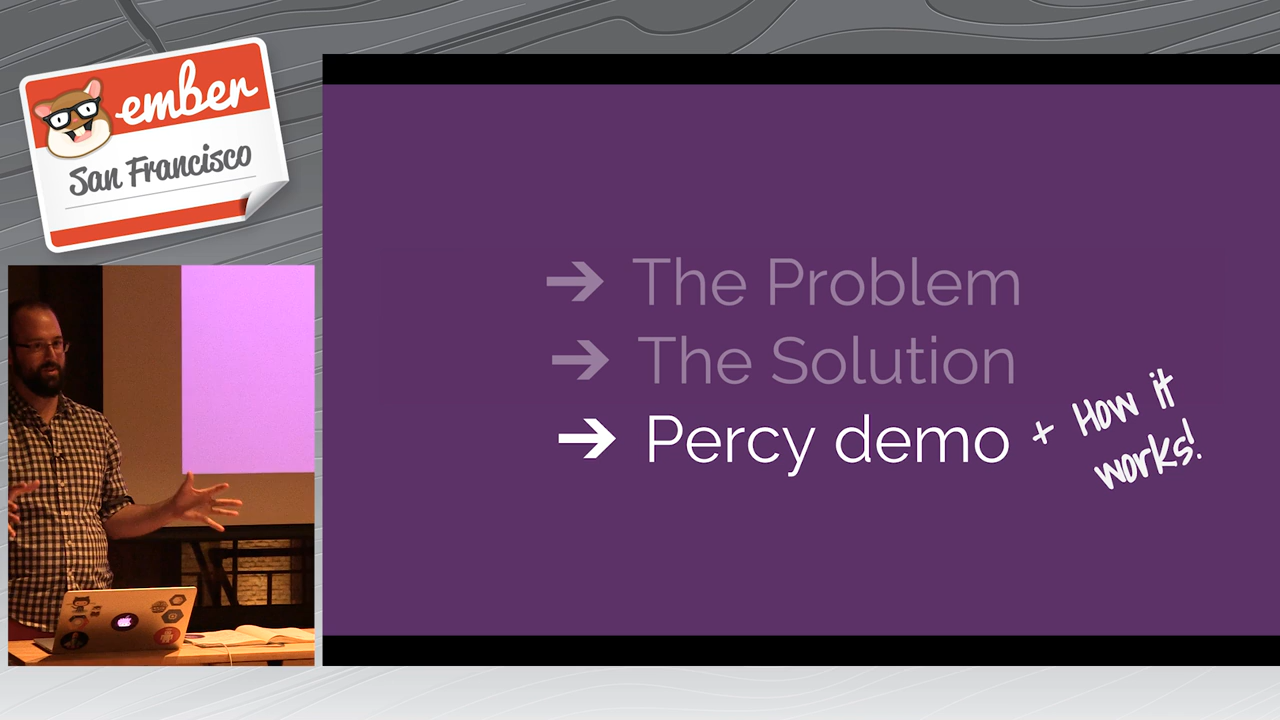 ember
San Francisco
➔ The Problem
➔ The Solution
➔ Percy demo + How it
works!